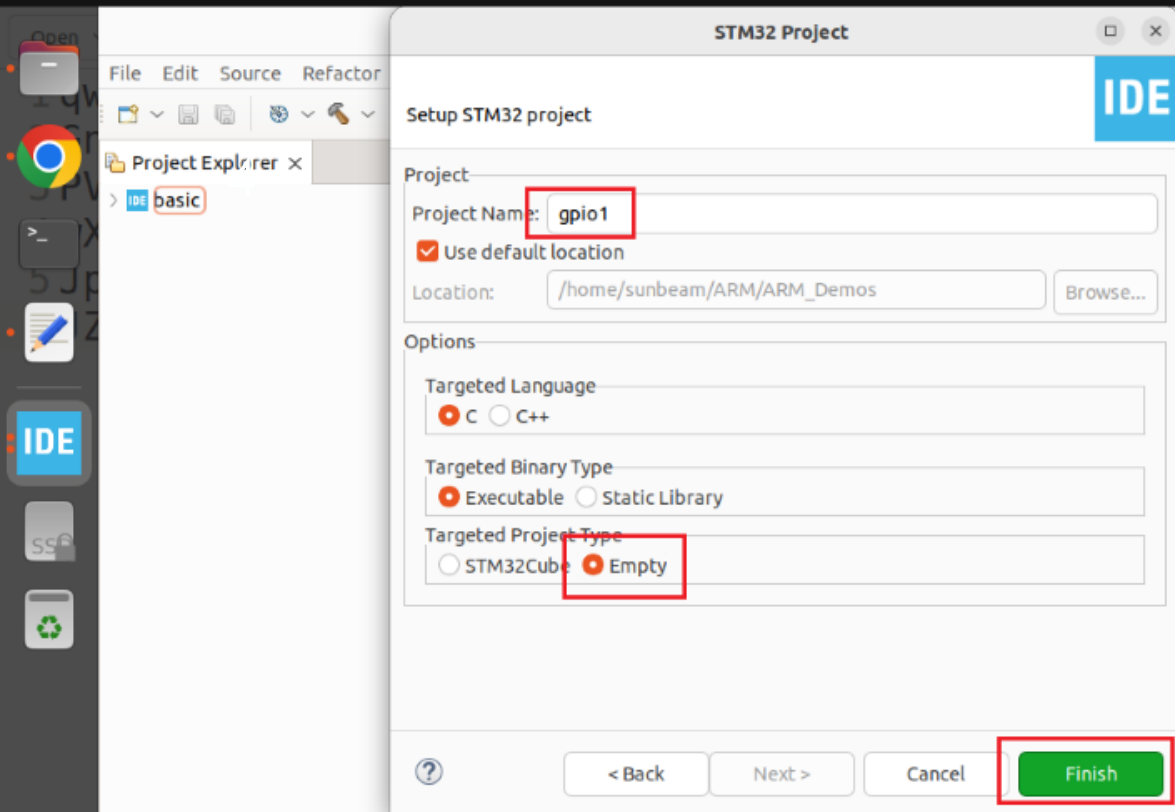 Open
STM32 Project
File Edit Source Refactor
IDE
Setup STM32 project
Project Explorer
IDE basic
Project
Project Name: gpio1
Use default location
Location: /home/sunbeam/ARM/ARM_Demos Browse...
Options
Targeted Language
C C++
Targeted Binary Type
Executable Static Library
Targeted Project Type
STM32Cube Empty
>_
IDE
? < Back Next > Cancel Finish